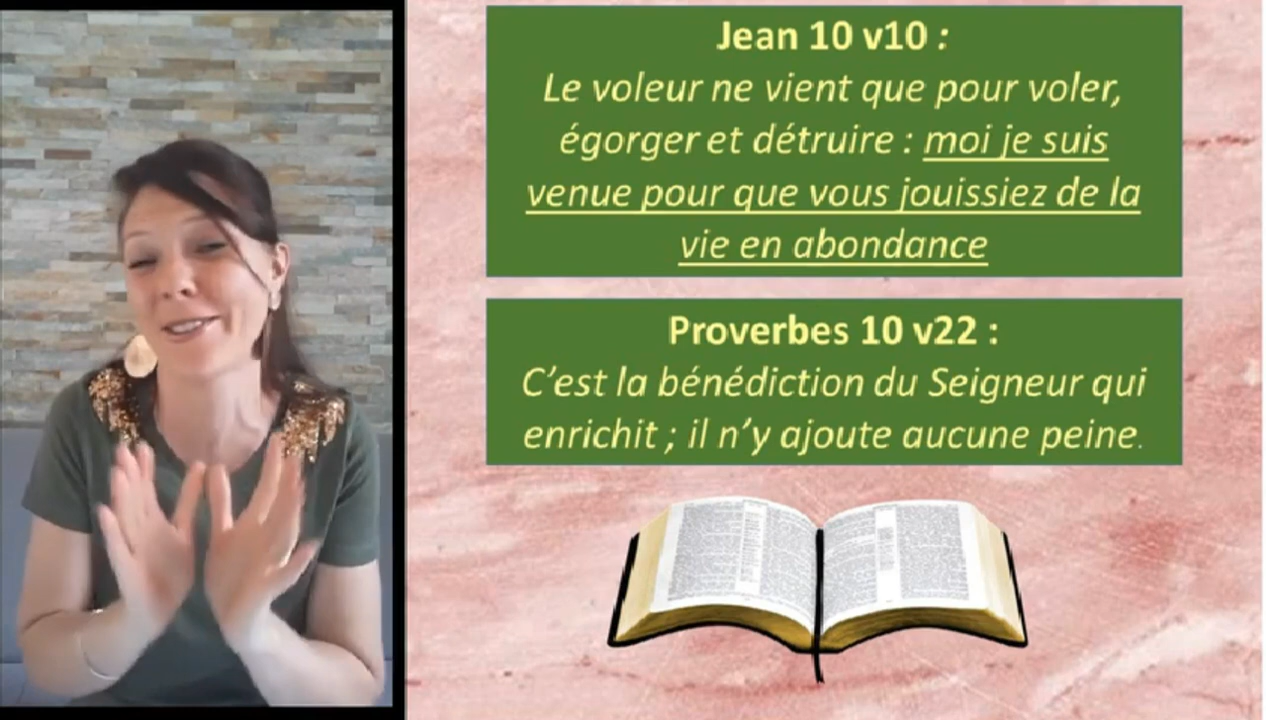 Jean 10 v10 :
Le voleur ne vient que pour voler,
égorger et détruire : moi je suis
venue pour que vous jouissiez de la
vie en abondance
Proverbes 10 v22 :
C’est la bénédiction du Seigneur qui
enrichit ; il n’y ajoute aucune peine.